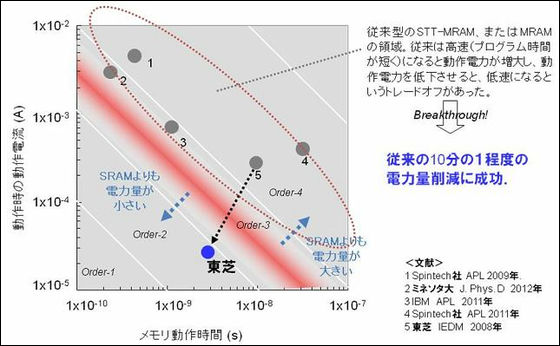 従来型のSTT-MRAM、またはMRAM
の領域。従来は高速(プログラム時間
が短く)になると動作電力が増大し、動
作電力を低下させると、低速になると
いうトレードオフがあった。
Breakthrough!
従来の10分の1程度の
電力量削減に成功.
動作時の動作電流 (A)
1x10-2
1x10-3
1x10-4
1x10-5
1
2
3
4
5
SRAMよりも
電力量が
小さい
Order-4
Order-3
Order-2
Order-1
東芝
SRAMよりも
電力量が
大きい
1x10-10
1x10-9
1x10-8
1x10-7
メモリ動作時間 (s)
<文献>
1 Spintech社 APL 2009年.
2 ミネソタ大 J. Phys. D 2012年
3 IBM APL 2011年
4 Spintech社 APL 2011年
5 東芝 IEDM 2008年